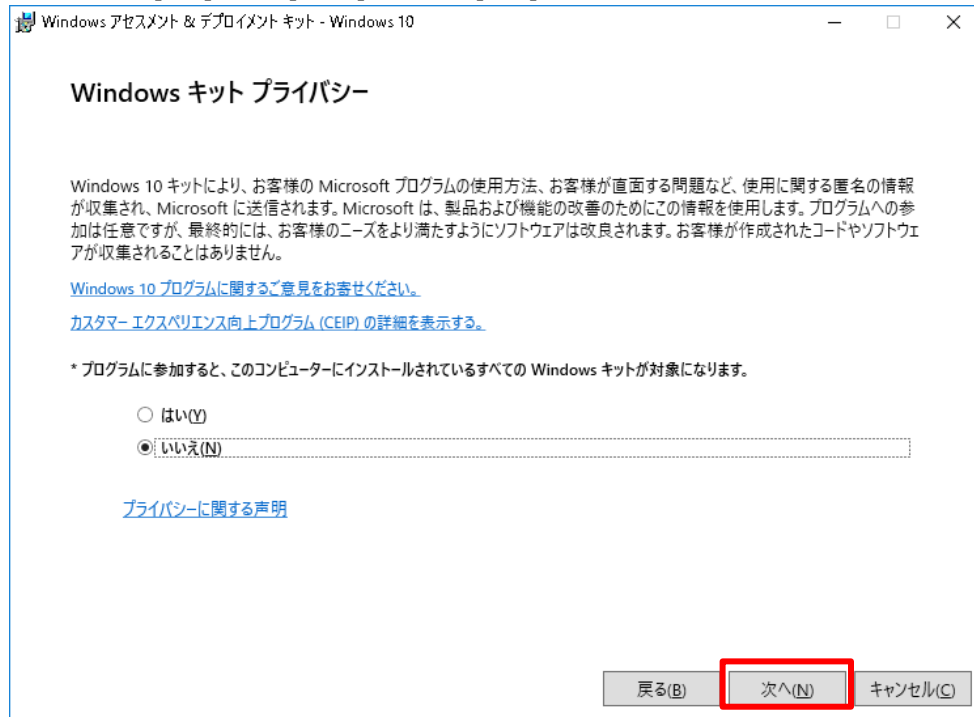 Windows アセスメント & デプロイメント キット - Windows 10
Windows キット プライバシー
Windows 10 キットにより、お客様の Microsoft プログラムの使用方法、お客様が直面する問題など、使用に関する匿名の情報
が収集され、Microsoft に送信されます。Microsoft は、製品および機能の改善のためにこの情報を使用します。プログラムへの参
加は任意ですが、最終的には、お客様のニーズをより満たすようにソフトウェアは改良されます。お客様が作成されたコードやソフトウェ
アが収集されることはありません。
Windows 10 プログラムに関するご意見をお寄せください。
カスタマー エクスペリエンス向上プログラム (CEIP) の詳細を表示する。
* プログラムに参加すると、このコンピューターにインストールされているすべての Windows キットが対象になります。
はい(Y)
いいえ(N)
プライバシーに関する声明
戻る(B) 次へ(N) キャンセル(C)